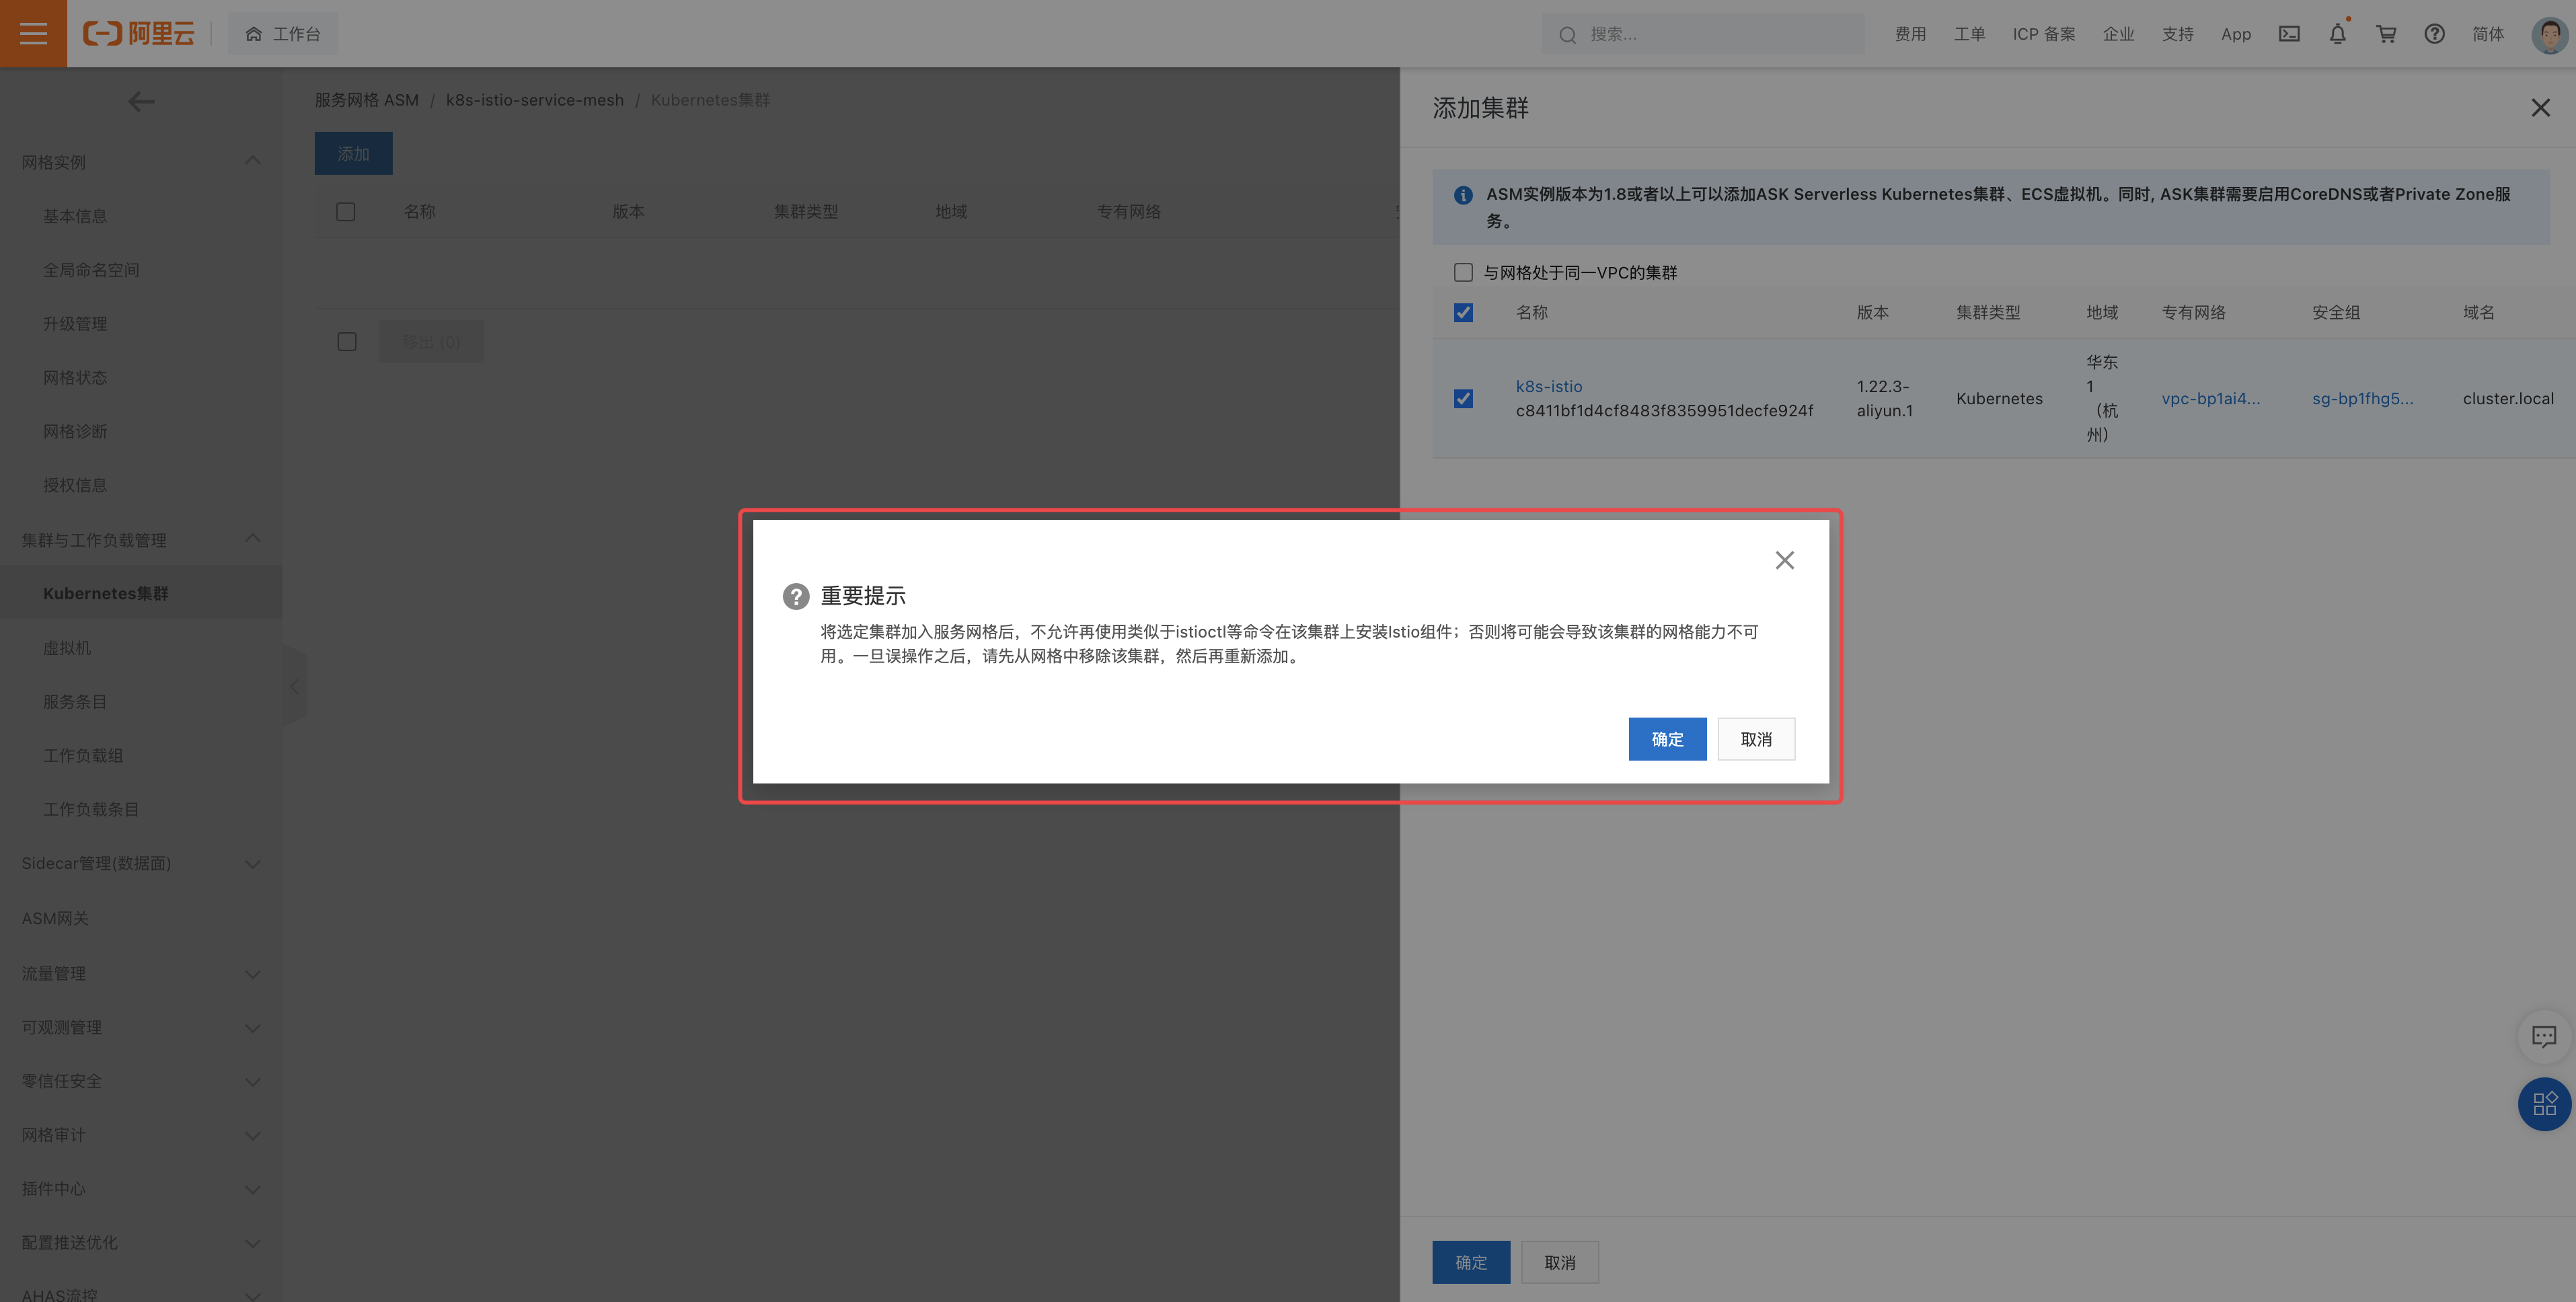 阿里云
工作台
搜索...
费用
工单
ICP 备案
企业
支持
App
简体
网格实例
基本信息
全局命名空间
升级管理
网格状态
网格诊断
授权信息
集群与工作负载管理
Kubernetes集群
虚拟机
服务条目
工作负载组
工作负载条目
Sidecar管理(数据面)
ASM网关
流量管理
可观测管理
零信任安全
网格审计
插件中心
配置推送优化
AHAS流控
服务网格 ASM / k8s-istio-service-mesh / Kubernetes集群
添加
名称 版本 集群类型 地域 专有网络
移出 (0)
添加集群
ASM实例版本为1.8或者以上可以添加ASK Serverless Kubernetes集群、ECS虚拟机。同时, ASK集群需要启用CoreDNS或者Private Zone服
务。
与网格处于同一VPC的集群
名称 版本 集群类型 地域 专有网络 安全组 域名
k8s-istio
c8411bf1d4cf8483f8359951decfe924f
1.22.3-
aliyun.1
Kubernetes
华东
1
（杭
州）
vpc-bp1ai4...
sg-bp1fhg5...
cluster.local
重要提示
将选定集群加入服务网格后，不允许再使用类似于istioctl等命令在该集群上安装Istio组件；否则将可能会导致该集群的网格能力不可
用。一旦误操作之后，请先从网格中移除该集群，然后再重新添加。
确定 取消
确定 取消